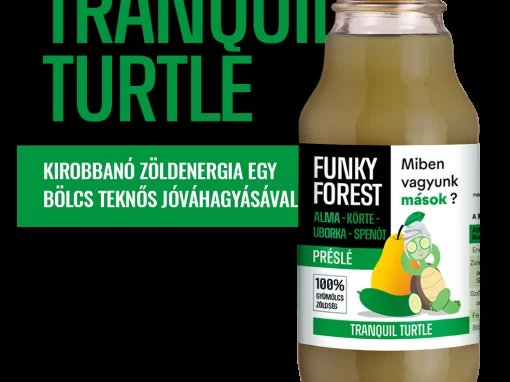 TRANQUIL
TURTLE
KIROBBANÓ ZÖLDENERGIA EGY
BÖLCS TEKNŐS JÓVÁHAGYÁSÁVAL
FUNKY
FOREST
ALMA - KÖRTE -
UBORKA - SPENÓT
PRÉSLÉ
100%
GYÜMÖLCS
ZÖLDSÉG
Miben
vagyunk
mások ?
TRANQUIL TURTLE